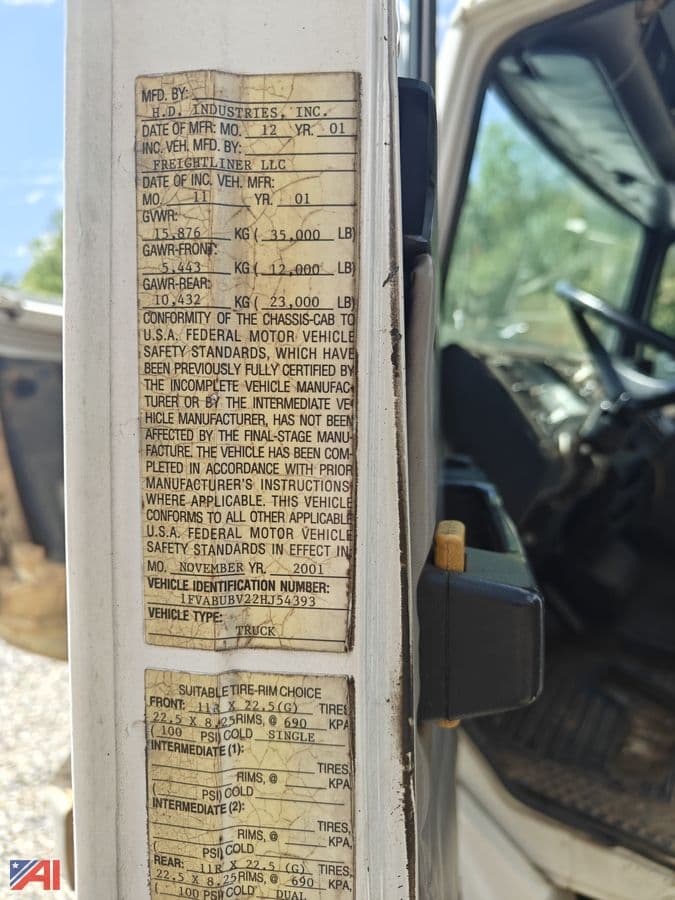 MFD. BY:
H.D. INDUSTRIES, INC.
DATE OF MFR: MO. 12 YR. 01
INC. VEH. MFD. BY:
FREIGHTLINER LLC
DATE OF INC. VEH. MFR:
MO. 11 YR. 01
GVWR:
15,876 KG ( 35,000 LB)
GAWR-FRONT:
5,443 KG ( 12,000 LB)
GAWR-REAR:
10,432 KG ( 23,000 LB)
CONFORMITY OF THE CHASSIS-CAB TO
U.S.A. FEDERAL MOTOR VEHICLE
SAFETY STANDARDS, WHICH HAVE
BEEN PREVIOUSLY FULLY CERTIFIED BY
THE INCOMPLETE VEHICLE MANUFAC-
TURER OR BY THE INTERMEDIATE VE-
HICLE MANUFACTURER, HAS NOT BEEN
AFFECTED BY THE FINAL-STAGE MANU-
FACTURE. THE VEHICLE HAS BEEN COM-
PLETED IN ACCORDANCE WITH PRIOR
MANUFACTURER'S INSTRUCTIONS
WHERE APPLICABLE. THIS VEHICLE
CONFORMS TO ALL OTHER APPLICABLE
U.S.A. FEDERAL MOTOR VEHICLE
SAFETY STANDARDS IN EFFECT IN
MO. NOVEMBER YR. 2001
VEHICLE IDENTIFICATION NUMBER:
1FVABUBV22HJ54393
VEHICLE TYPE:
TRUCK
SUITABLE TIRE-RIM CHOICE
FRONT: 11R X 22.5(G) TIRES
22.5 X 8.25 RIMS, @ 690 KPA
( 100 PSI) COLD SINGLE
INTERMEDIATE (1):
TIRES,
RIMS, @ KPA,
( PSI) COLD
INTERMEDIATE (2):
TIRES,
RIMS, @ KPA,
( PSI) COLD
REAR: 11R X 22.5 (G) TIRES,
22.5 X 8.25 RIMS, @ 690 KPA,
( 100 PSI) COLD DUAL
AI